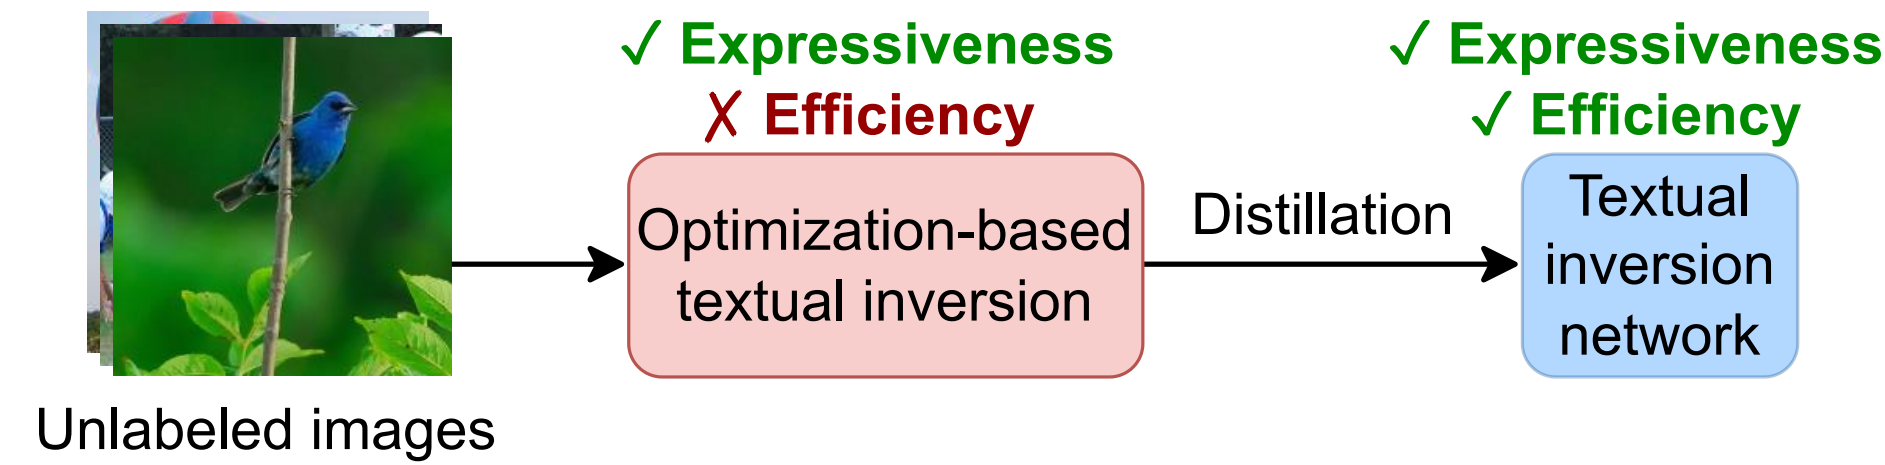 ✓ Expressiveness
✗ Efficiency
Optimization-based
textual inversion
Distillation
✓ Expressiveness
✓ Efficiency
Textual
inversion
network
Unlabeled images